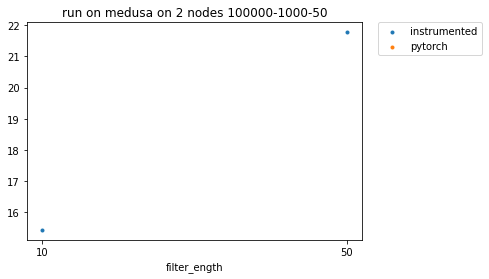 run on medusa on 2 nodes 100000-1000-50
22
21
20
19
18
17
16
10
50
filter_ength
instrumented
pytorch